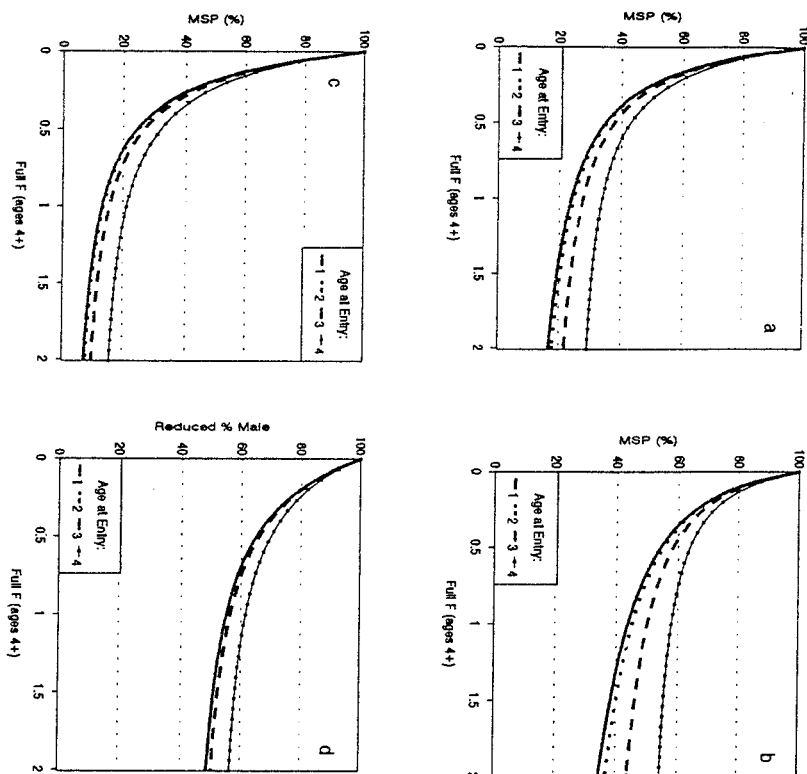 a
MSP (%)
100
80
60
40
20
0
Age at Entry:
1 2 3 4
0 0.5 1 1.5 2
Full F (ages 4+)
b
MSP (%)
100
80
60
40
20
0
Age at Entry:
1 2 3 4
0 0.5 1 1.5 2
Full F (ages 4+)
c
MSP (%)
100
80
60
40
20
0
Age at Entry:
1 2 3 4
0 0.5 1 1.5 2
Full F (ages 4+)
d
Reduced % Male
100
80
60
40
20
0
Age at Entry:
1 2 3 4
0 0.5 1 1.5 2
Full F (ages 4+)